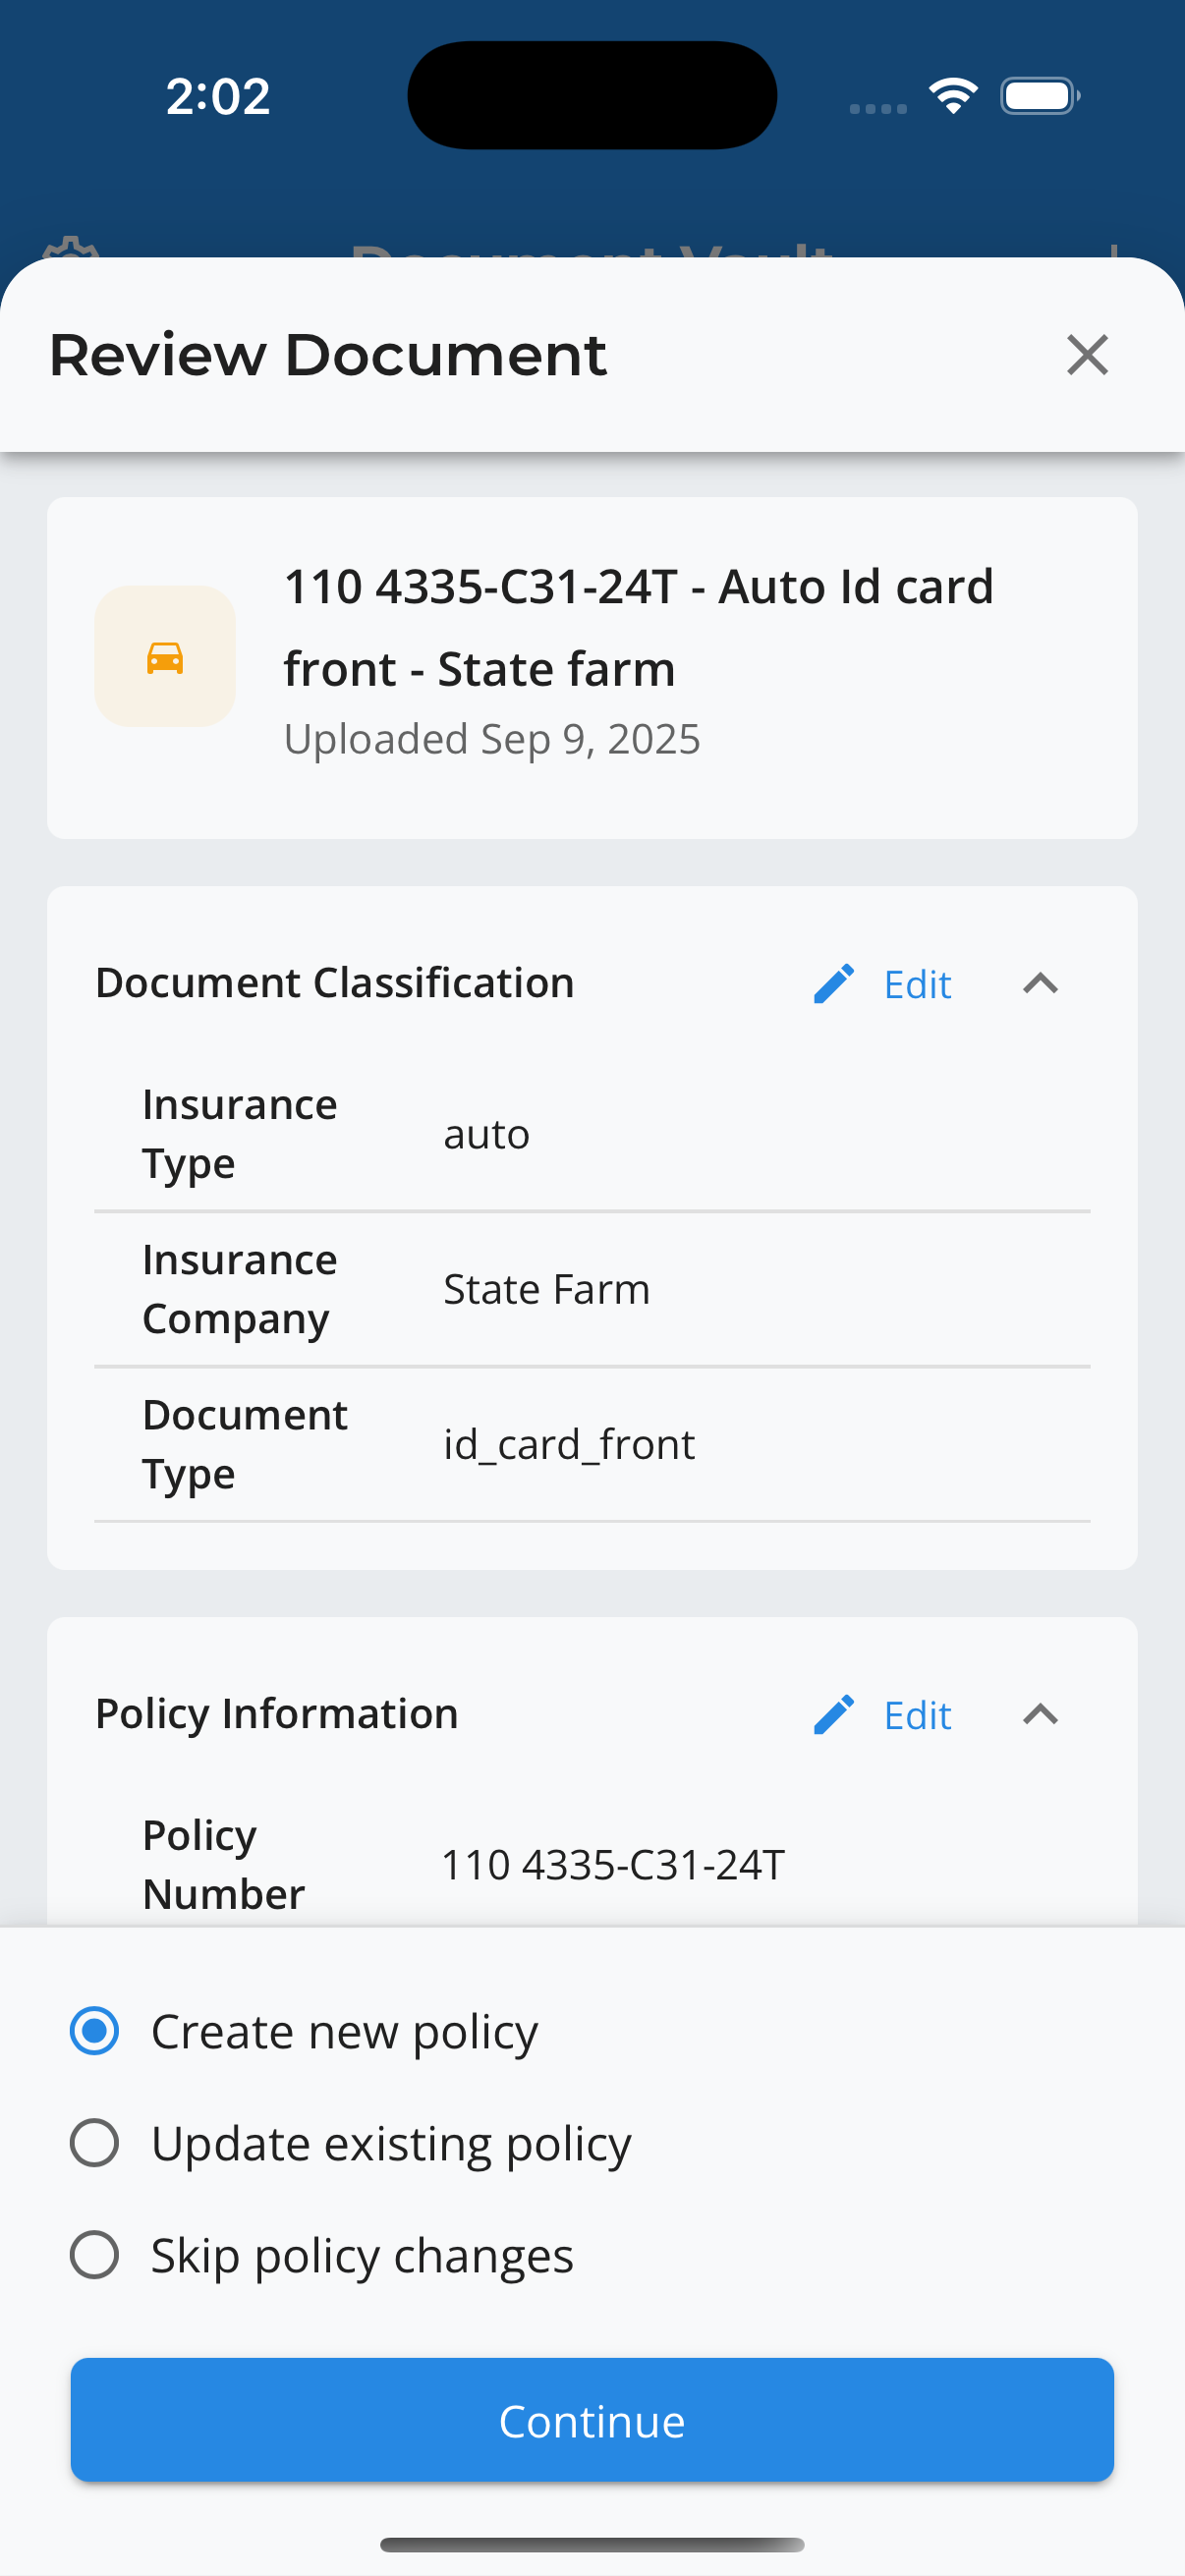 2:02
Document Vault
Review Document
110 4335-C31-24T - Auto Id card
front - State farm
Uploaded Sep 9, 2025
Document Classification
Edit
Insurance
Type
auto
Insurance
Company
State Farm
Document
Type
id_card_front
Policy Information
Edit
Policy
Number
110 4335-C31-24T
Create new policy
Update existing policy
Skip policy changes
Continue